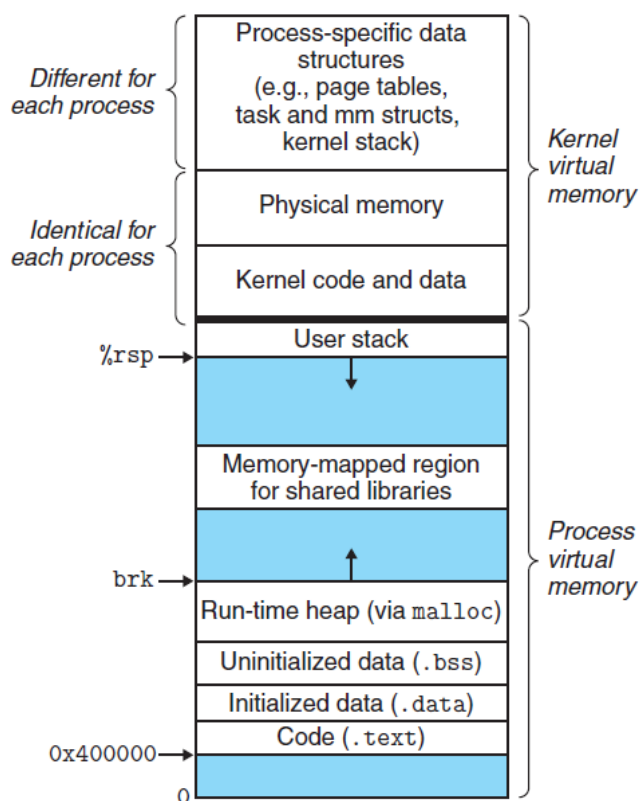 Process-specific data
structures
(e.g., page tables,
task and mm structs,
kernel stack)
Different for
each process
Kernel
virtual
memory
Physical memory
Identical for
each process
Kernel code and data
User stack
%rsp
Memory-mapped region
for shared libraries
Process
virtual
memory
brk
Run-time heap (via malloc)
Uninitialized data (.bss)
Initialized data (.data)
Code (.text)
0x400000
0